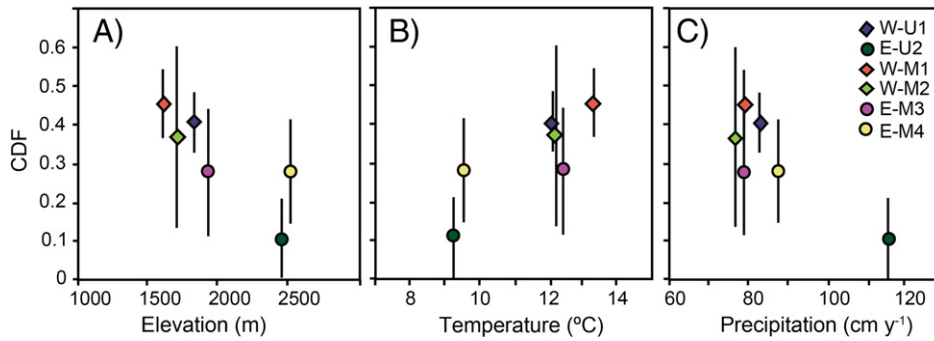 A)
B)
C)
W-U1
E-U2
W-M1
W-M2
E-M3
E-M4
CDF
0.6
0.5
0.4
0.3
0.2
0.1
0
1000 1500 2000 2500
8 10 12 14
60 80 100 120
Elevation (m)
Temperature (ºC)
Precipitation (cm y⁻¹)